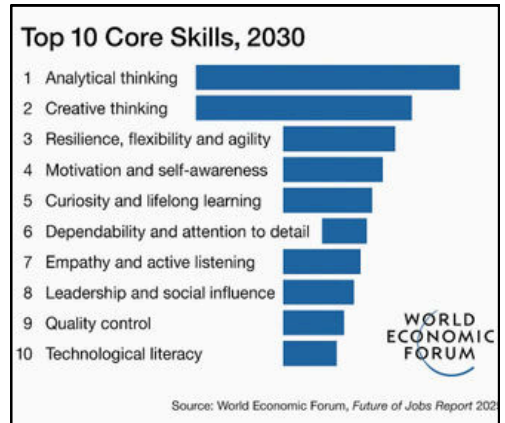 Top 10 Core Skills, 2030
1 Analytical thinking
2 Creative thinking
3 Resilience, flexibility and agility
4 Motivation and self-awareness
5 Curiosity and lifelong learning
6 Dependability and attention to detail
7 Empathy and active listening
8 Leadership and social influence
9 Quality control
10 Technological literacy
WORLD
ECONOMIC
FORUM
Source: World Economic Forum, Future of Jobs Report